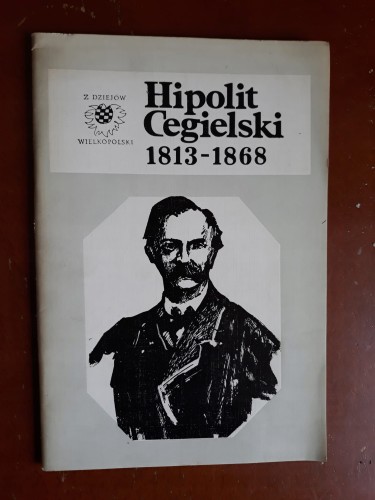 Z DZIEJÓW
WIELKOPOLSKI
Hipolit
Cegielski
1813-1868